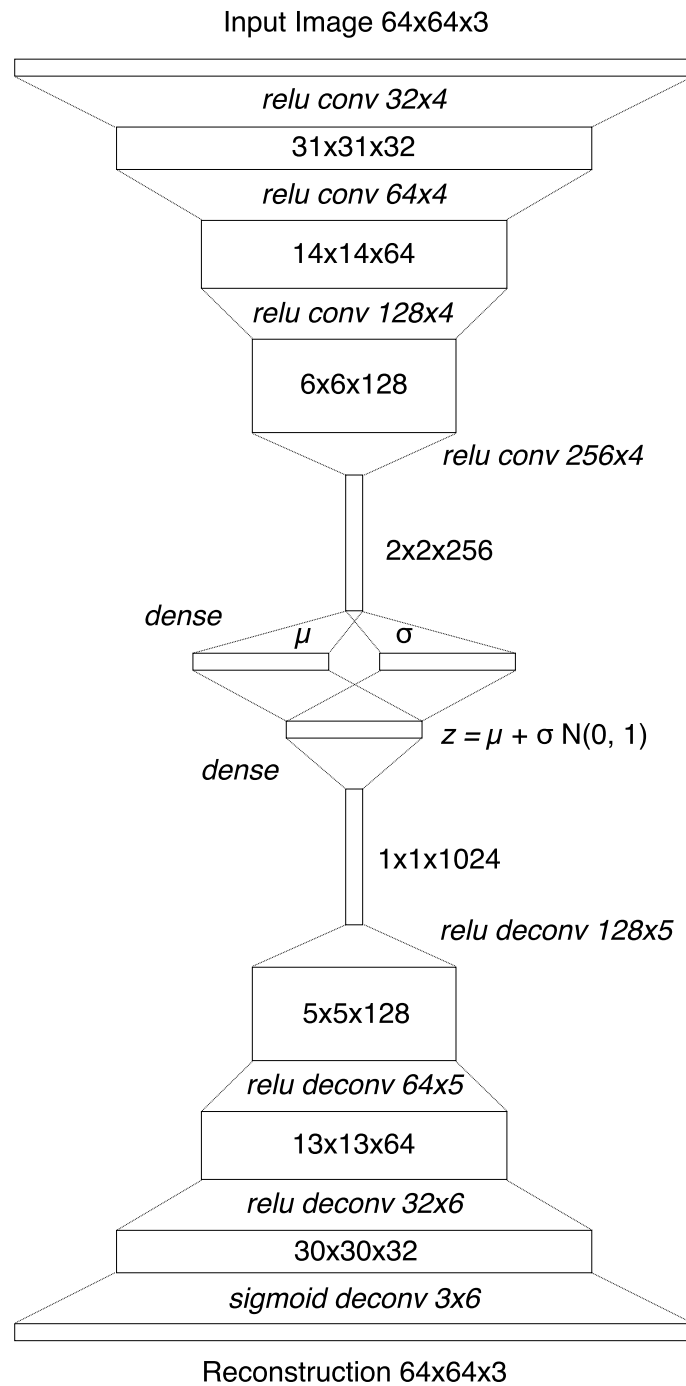 Input Image 64x64x3
relu conv 32x4
31x31x32
relu conv 64x4
14x14x64
relu conv 128x4
6x6x128
relu conv 256x4
2x2x256
dense
μ σ
z = μ + σ N(0, 1)
dense
1x1x1024
relu deconv 128x5
5x5x128
relu deconv 64x5
13x13x64
relu deconv 32x6
30x30x32
sigmoid deconv 3x6
Reconstruction 64x64x3